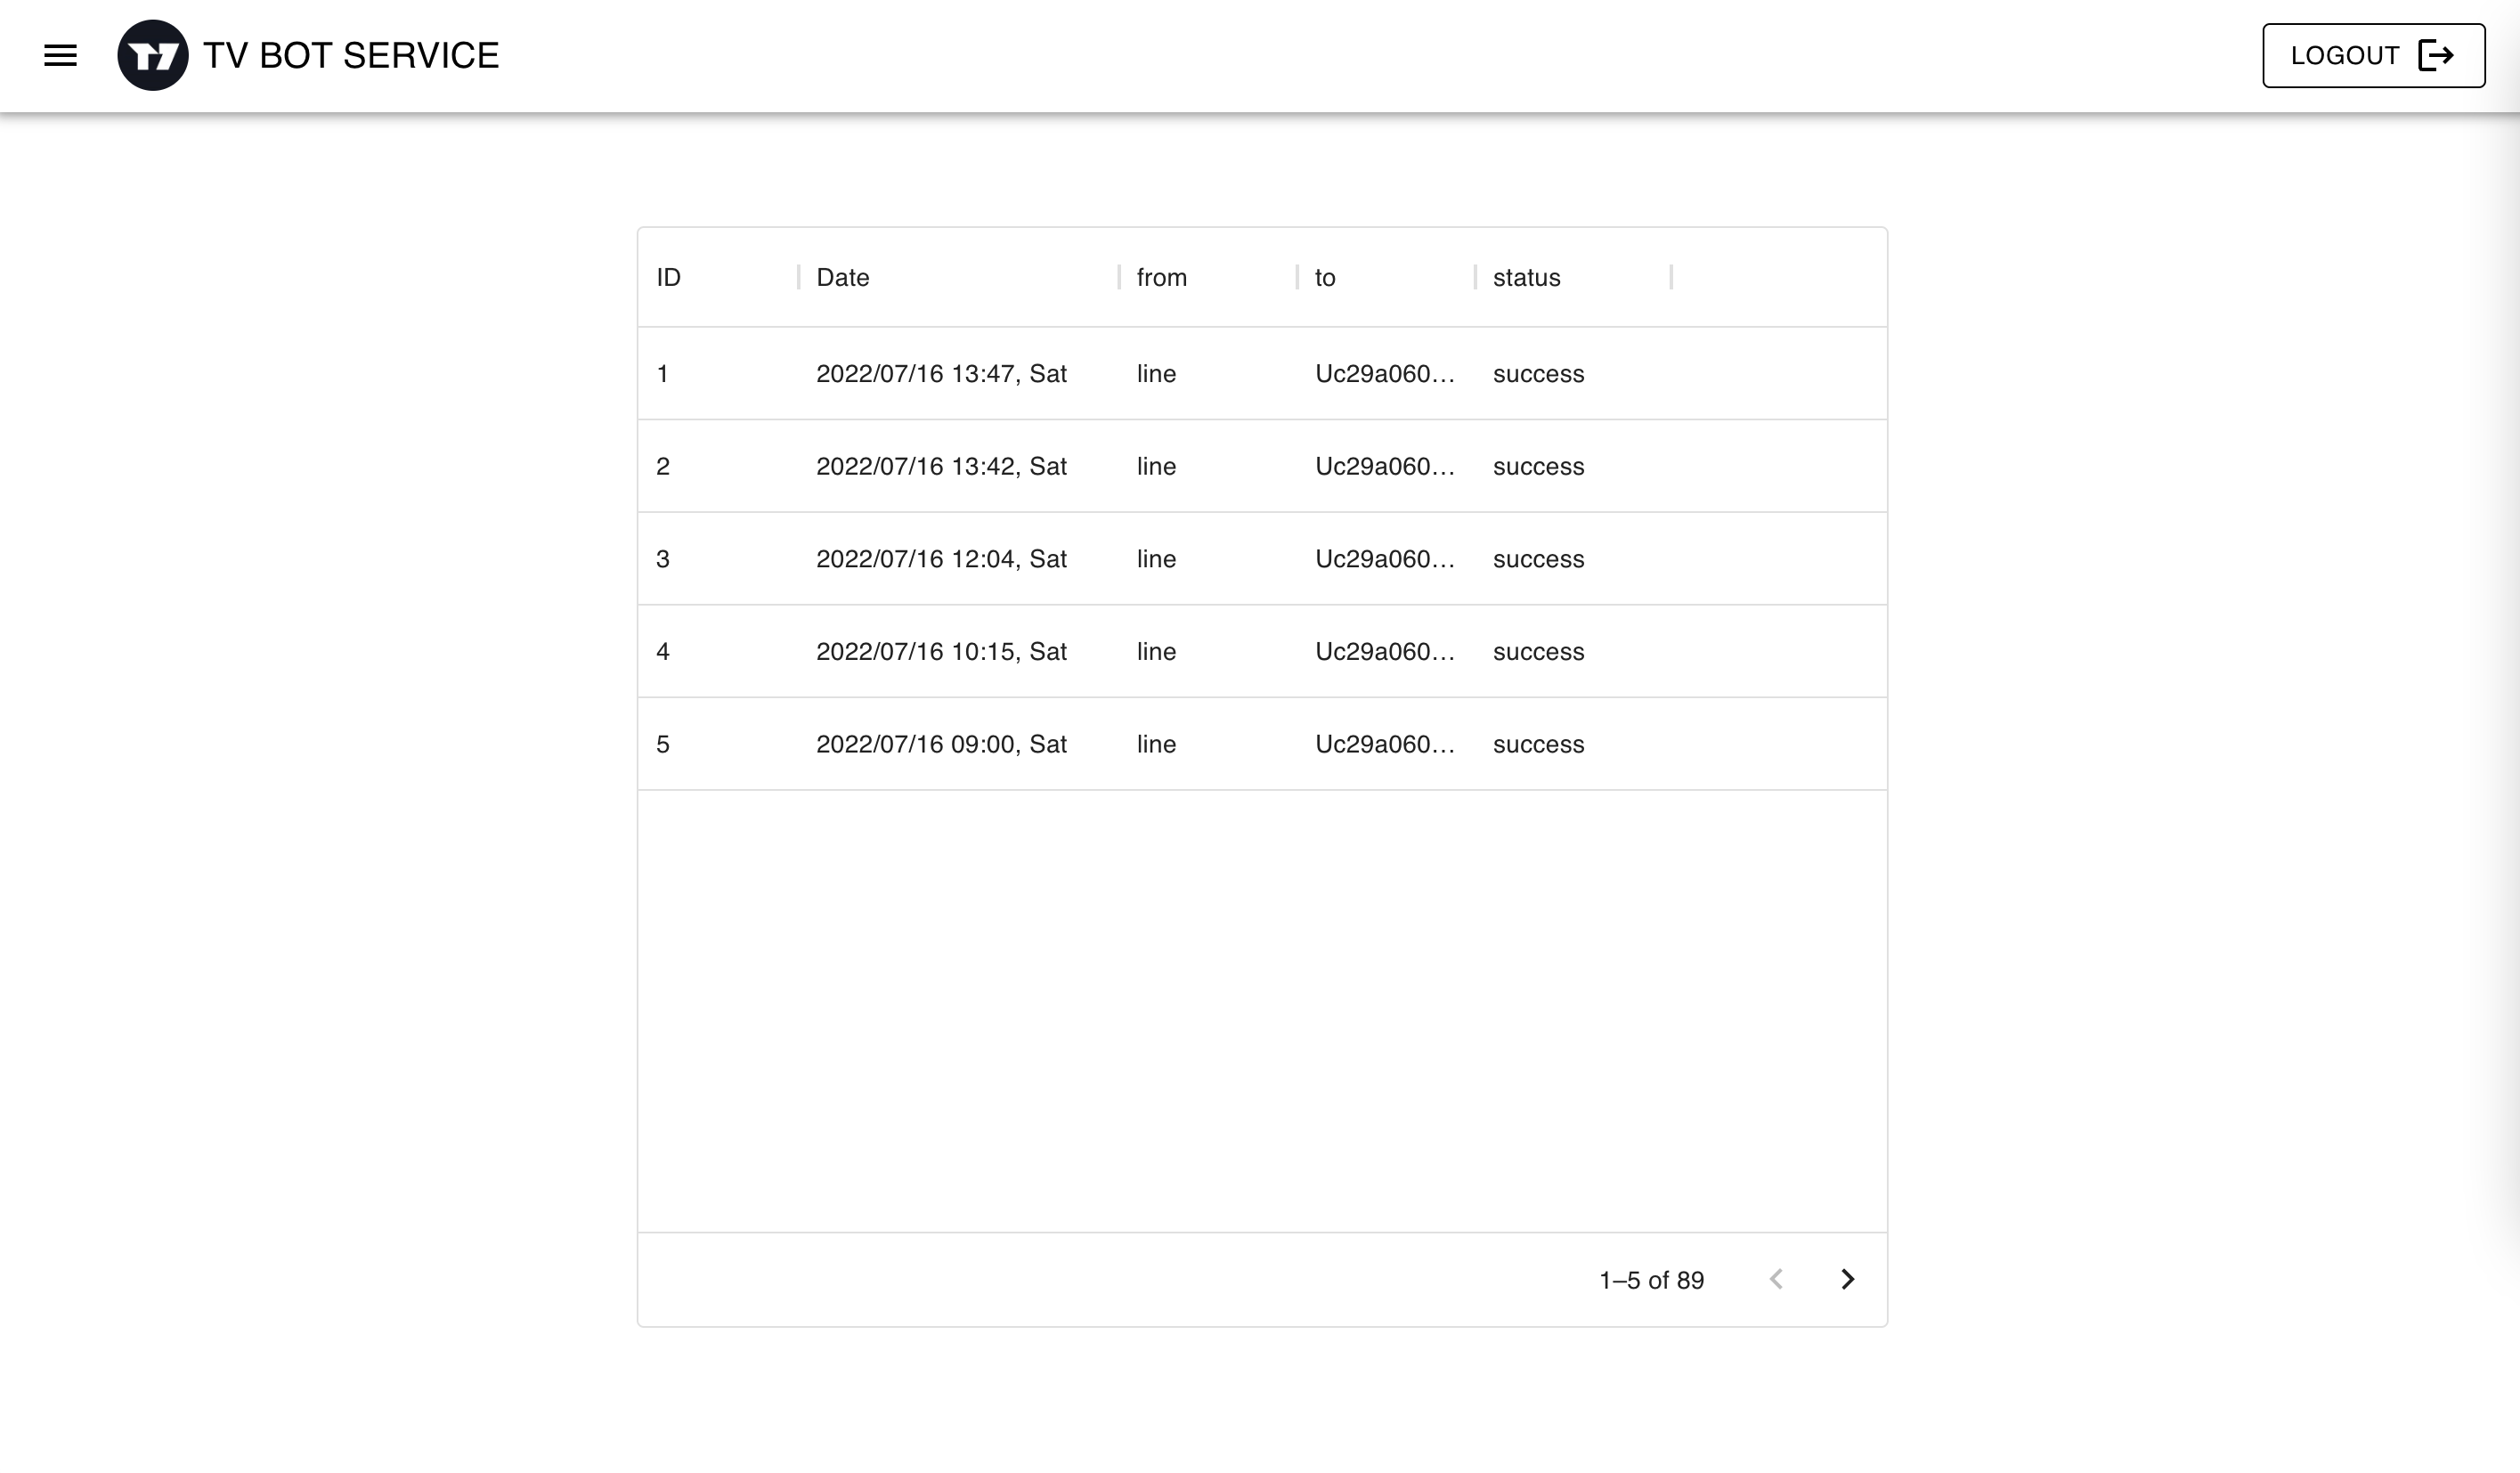 TV BOT SERVICE
LOGOUT
ID Date from to status
1 2022/07/16 13:47, Sat line Uc29a060… success
2 2022/07/16 13:42, Sat line Uc29a060… success
3 2022/07/16 12:04, Sat line Uc29a060… success
4 2022/07/16 10:15, Sat line Uc29a060… success
5 2022/07/16 09:00, Sat line Uc29a060… success
1–5 of 89